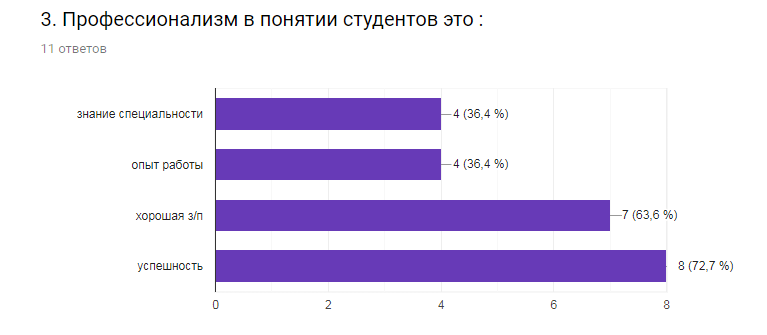 3. Профессионализм в понятии студентов это :
11 ответов
знание специальности
4 (36,4 %)
опыт работы
4 (36,4 %)
хорошая з/п
7 (63,6 %)
успешность
8 (72,7 %)
0 2 4 6 8